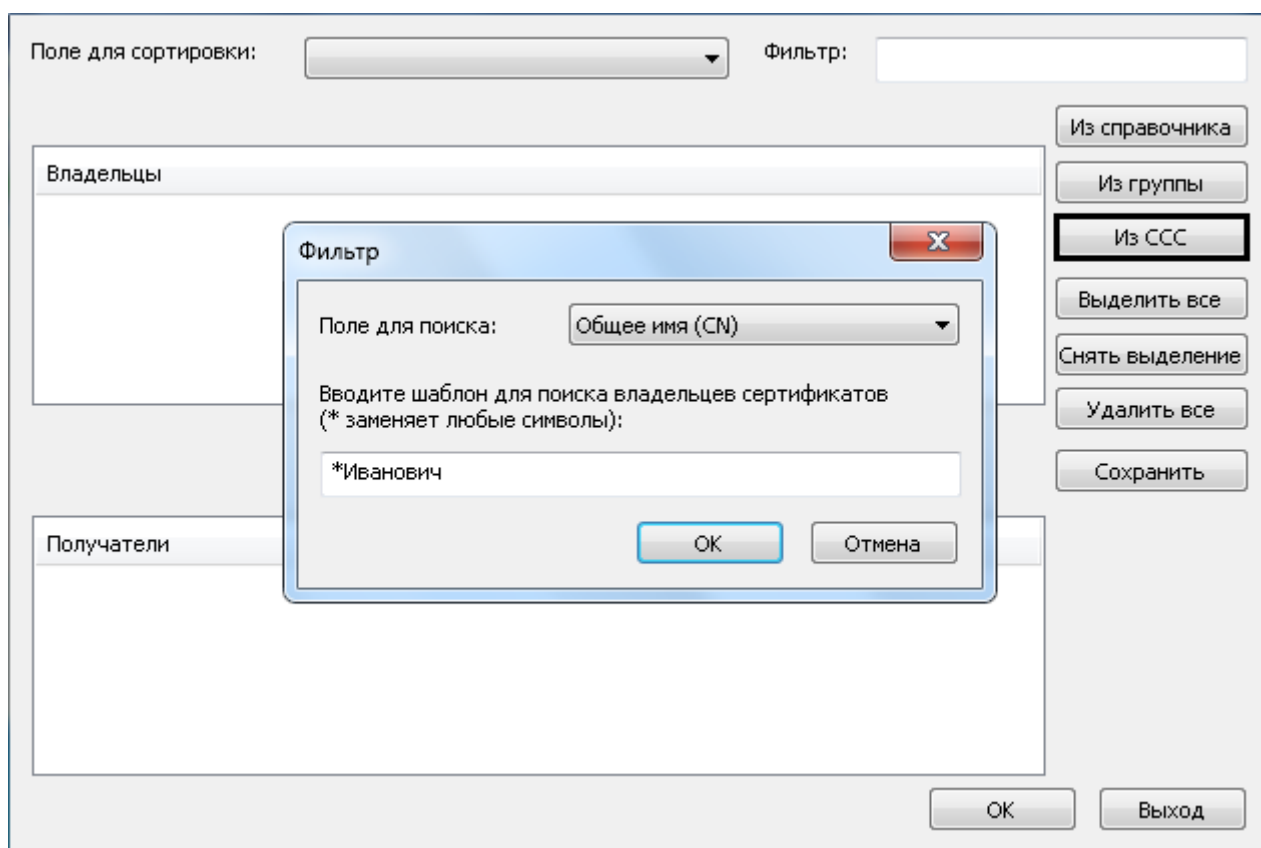 Поле для сортировки:
Фильтр:
Из справочника
Владельцы
Из группы
Из ССС
Фильтр
Поле для поиска:
Общее имя (CN)
Выделить все
Снять выделение
Вводите шаблон для поиска владельцев сертификатов
(* заменяет любые символы):
Удалить все
*Иванович
Сохранить
Получатели
ОК
Отмена
ОК
Выход